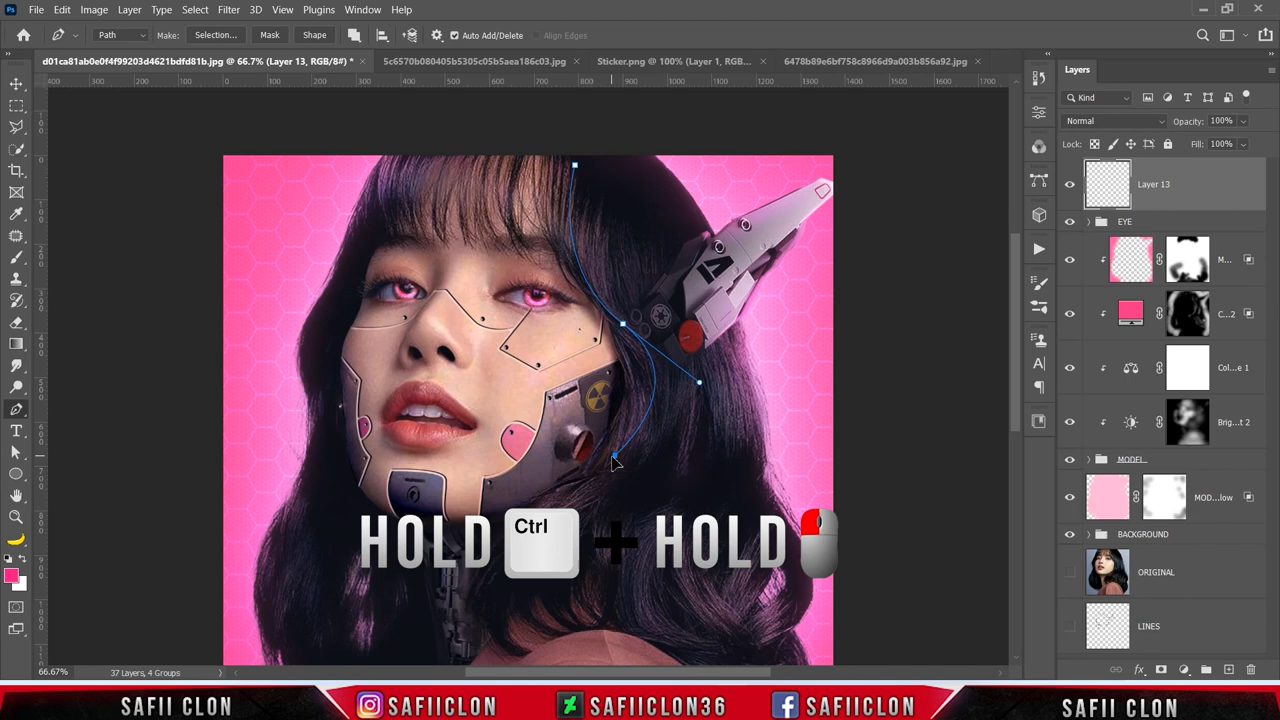 Ps File Edit Image Layer Type Select Filter 3D View Plugins Window Help
Path Make: Selection... Mask Shape Auto Add/Delete Align Edges
d01ca81ab0e0f4f99203d4621bdfd81b.jpg @ 66.7% (Layer 13, RGB/8#) * 5c6570b080405b5305c05b5aea186c03.jpg Sticker.png @ 100% (Layer 1, RGB... 6478b89e6bf758c8966d9a003b856a92.jpg
Layers
Kind
Normal Opacity: 100%
Lock: Fill: 100%
Layer 13
EYE
M...
C...2
Col...e 1
Brig...t 2
MODEL
MOD...low
BACKGROUND
ORIGINAL
LINES
HOLD Ctrl + HOLD
66.67% 37 Layers, 4 Groups
SAFII CLON SAFIICLON SAFIICLON36 SAFIICLON SAFII CLON